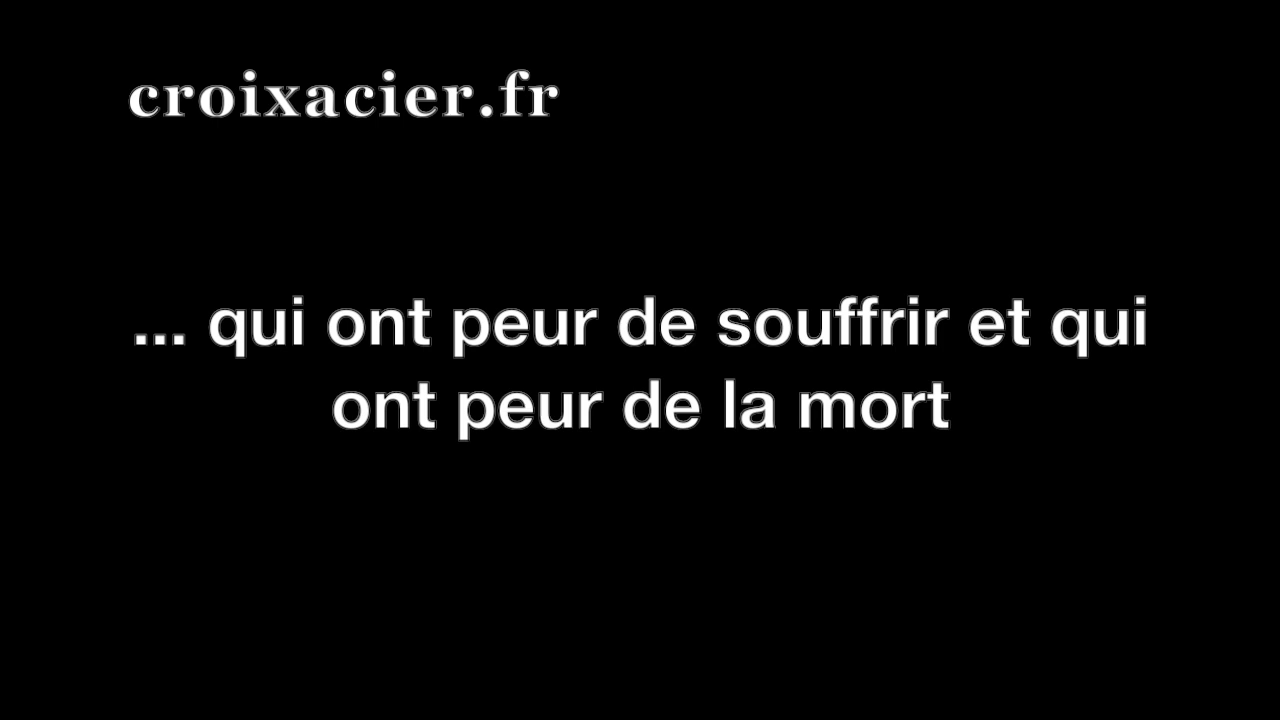 croixacier.fr
... qui ont peur de souffrir et qui
ont peur de la mort